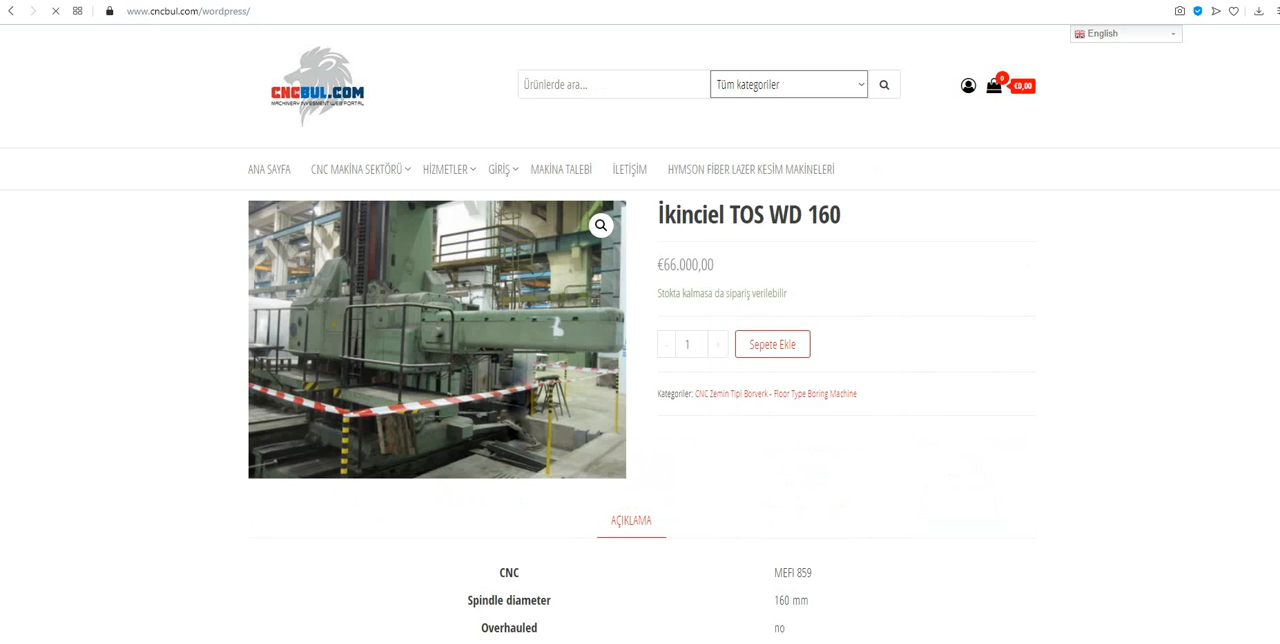 www.cncbul.com/wordpress/
English
CNCBUL.COM
MACHINERY INVESMENT WEB PORTAL
Ürünlerde ara...
Tüm kategoriler
0
€0,00
ANA SAYFA
CNC MAKİNA SEKTÖRÜ
HİZMETLER
GİRİŞ
MAKİNA TALEBİ
İLETİŞİM
HYMSON FİBER LAZER KESİM MAKİNELERİ
İkinciel TOS WD 160
€66.000,00
Stokta kalmasa da sipariş verilebilir
- 1 +
Sepete Ekle
Kategoriler: CNC Zemin Tipi Borverk - Floor Type Boring Machine
AÇIKLAMA
CNC MEFI 859
Spindle diameter 160 mm
Overhauled no